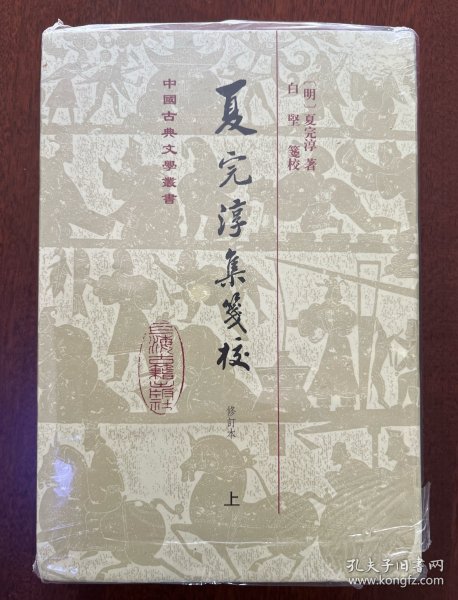 〔明〕夏完淳 著
白堅 箋校
夏完淳集箋校
修訂本
上
中國古典文學叢書
上海古籍出版社
孔夫子旧书网
www.kongfz.com